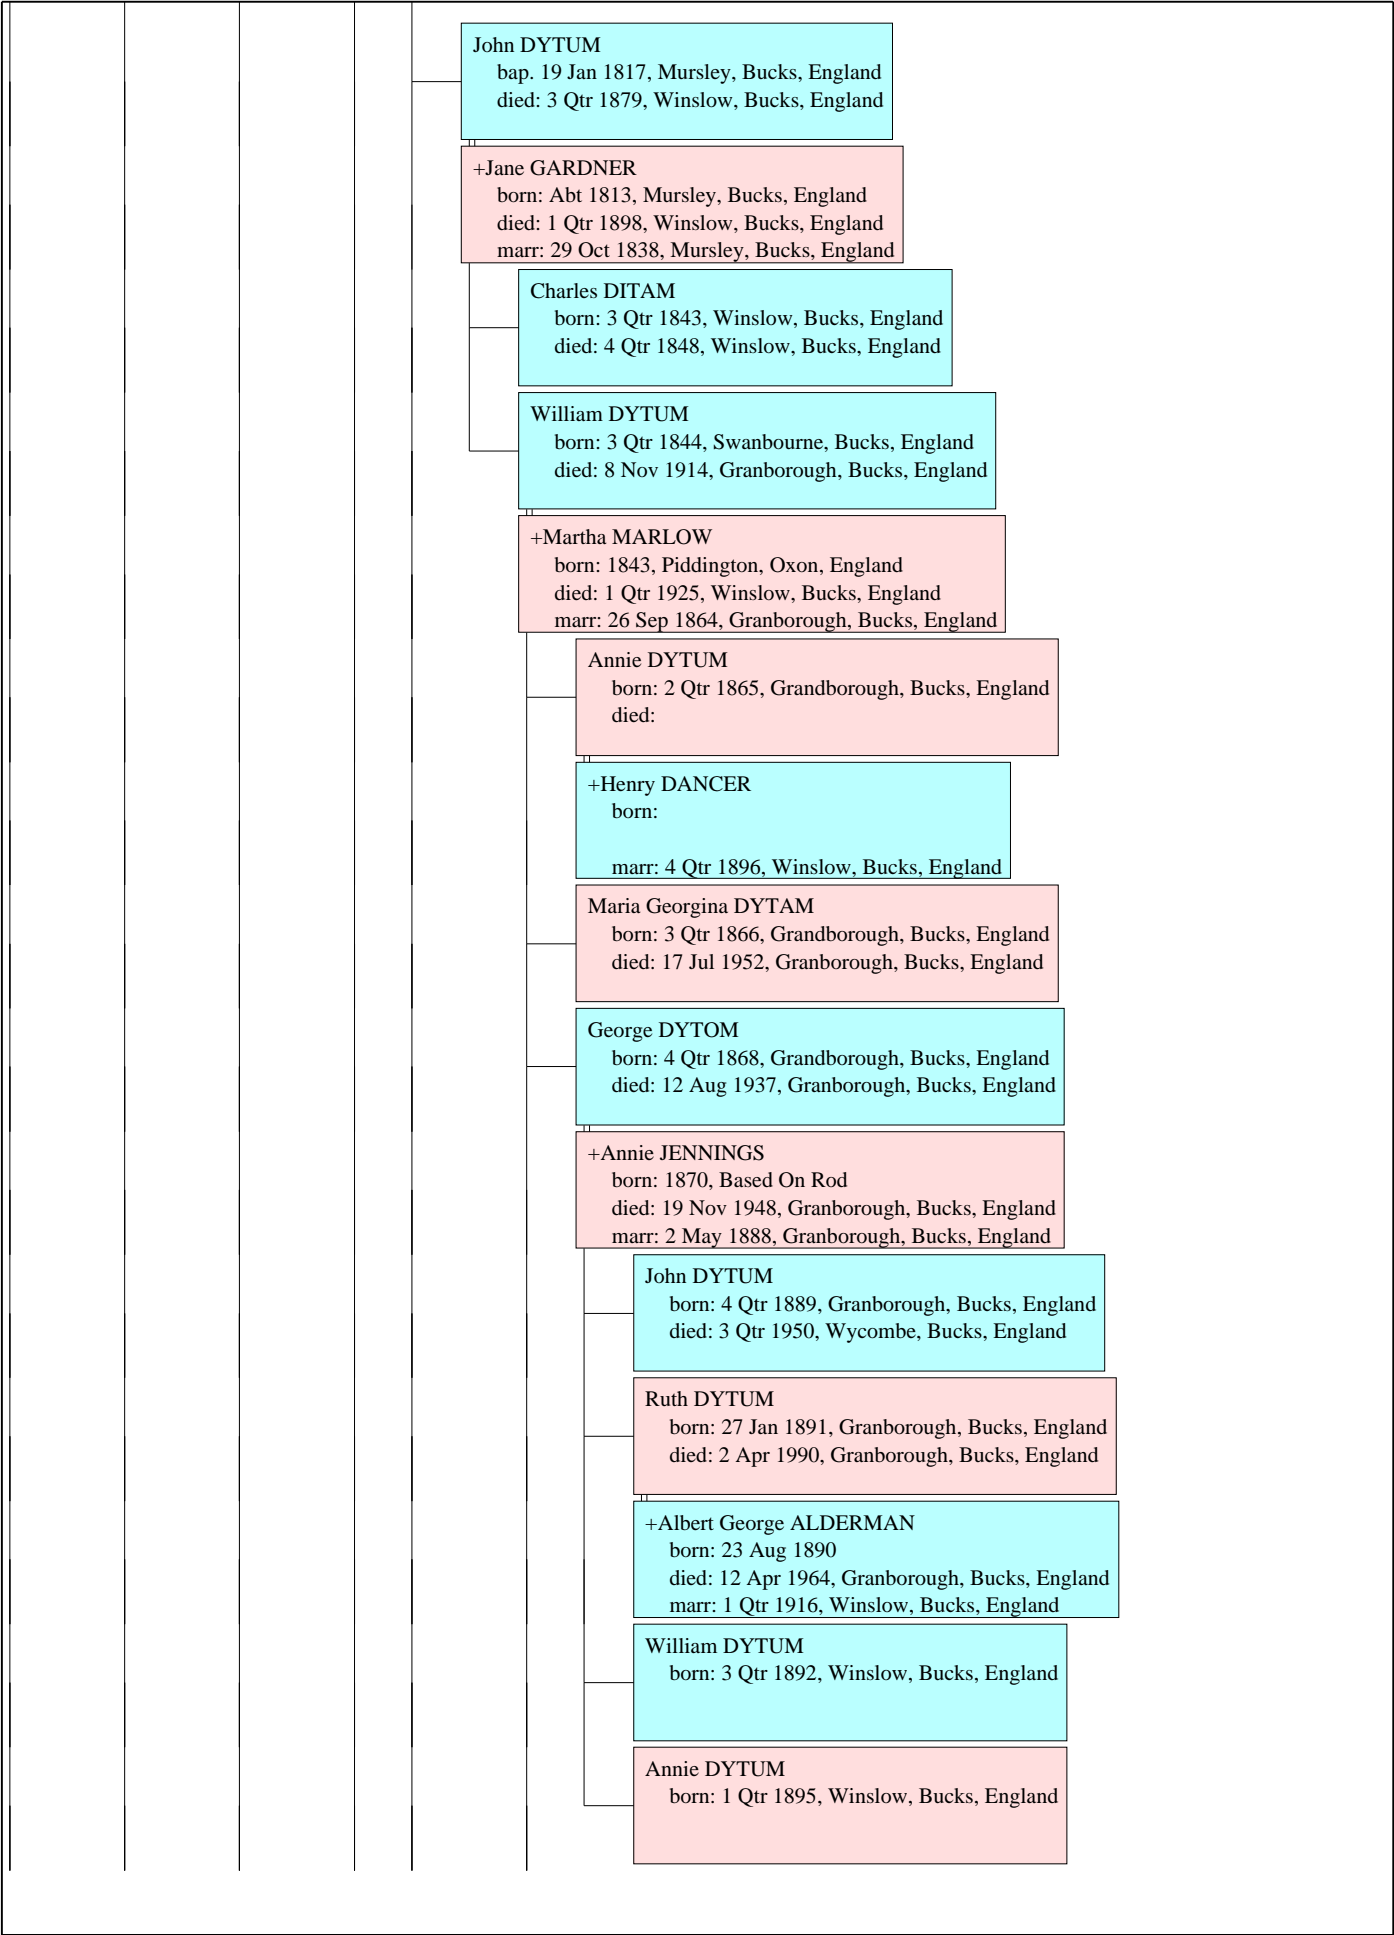 John DYTUM
bap. 19 Jan 1817, Mursley, Bucks, England
died: 3 Qtr 1879, Winslow, Bucks, England
+Jane GARDNER
born: Abt 1813, Mursley, Bucks, England
died: 1 Qtr 1898, Winslow, Bucks, England
marr: 29 Oct 1838, Mursley, Bucks, England
Charles DITAM
born: 3 Qtr 1843, Winslow, Bucks, England
died: 4 Qtr 1848, Winslow, Bucks, England
William DYTUM
born: 3 Qtr 1844, Swanbourne, Bucks, England
died: 8 Nov 1914, Granborough, Bucks, England
+Martha MARLOW
born: 1843, Piddington, Oxon, England
died: 1 Qtr 1925, Winslow, Bucks, England
marr: 26 Sep 1864, Granborough, Bucks, England
Annie DYTUM
born: 2 Qtr 1865, Grandborough, Bucks, England
died:
+Henry DANCER
born:
marr: 4 Qtr 1896, Winslow, Bucks, England
Maria Georgina DYTAM
born: 3 Qtr 1866, Grandborough, Bucks, England
died: 17 Jul 1952, Granborough, Bucks, England
George DYTOM
born: 4 Qtr 1868, Grandborough, Bucks, England
died: 12 Aug 1937, Granborough, Bucks, England
+Annie JENNINGS
born: 1870, Based On Rod
died: 19 Nov 1948, Granborough, Bucks, England
marr: 2 May 1888, Granborough, Bucks, England
John DYTUM
born: 4 Qtr 1889, Granborough, Bucks, England
died: 3 Qtr 1950, Wycombe, Bucks, England
Ruth DYTUM
born: 27 Jan 1891, Granborough, Bucks, England
died: 2 Apr 1990, Granborough, Bucks, England
+Albert George ALDERMAN
born: 23 Aug 1890
died: 12 Apr 1964, Granborough, Bucks, England
marr: 1 Qtr 1916, Winslow, Bucks, England
William DYTUM
born: 3 Qtr 1892, Winslow, Bucks, England
Annie DYTUM
born: 1 Qtr 1895, Winslow, Bucks, England